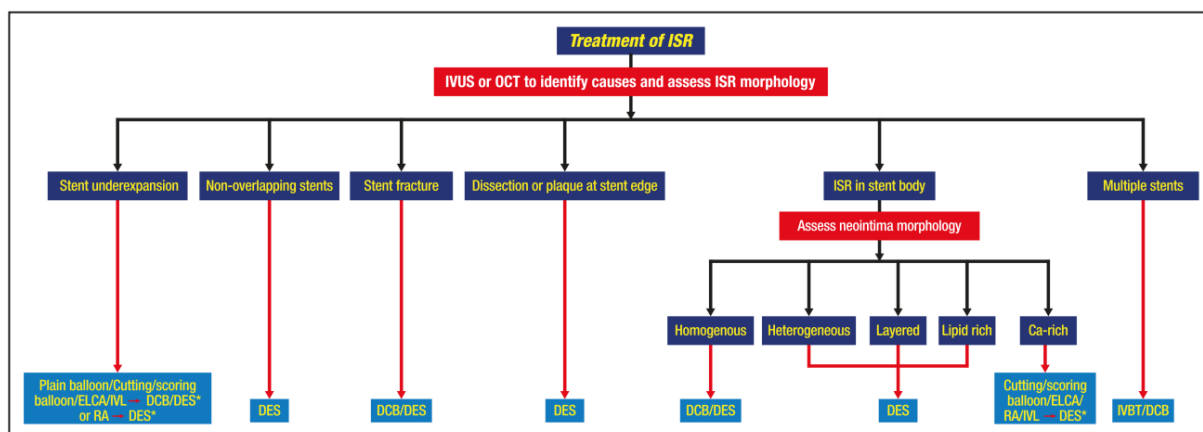 Treatment of ISR
IVUS or OCT to identify causes and assess ISR morphology
Stent underexpansion
Non-overlapping stents
Stent fracture
Dissection or plaque at stent edge
ISR in stent body
Multiple stents
Assess neointima morphology
Homogenous
Heterogeneous
Layered
Lipid rich
Ca-rich
Plain balloon/Cutting/scoring
balloon/ELCA/IVL → DCB/DES*
or RA → DES*
DES
DCB/DES
DES
DCB/DES
DES
Cutting/scoring
balloon/ELCA/
RA/IVL → DES*
IVBT/DCB